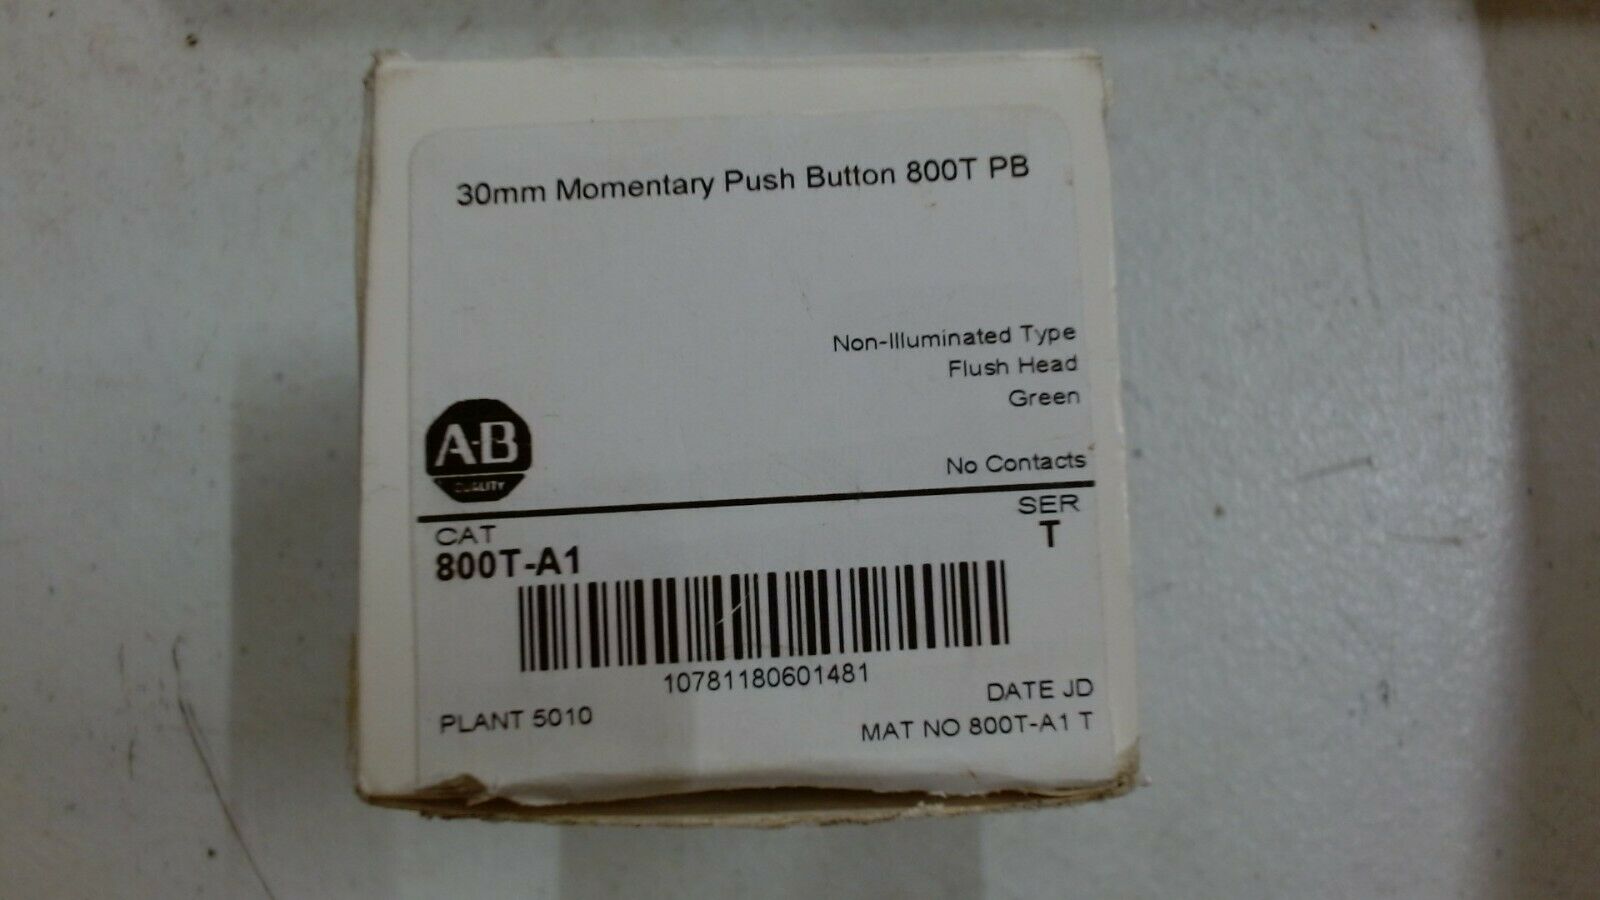 30mm Momentary Push Button 800T PB
Non-Illuminated Type
Flush Head
Green
No Contacts
A-B
QUALITY
CAT
SER
800T-A1
T
10781180601481
PLANT 5010
DATE JD
MAT NO 800T-A1 T